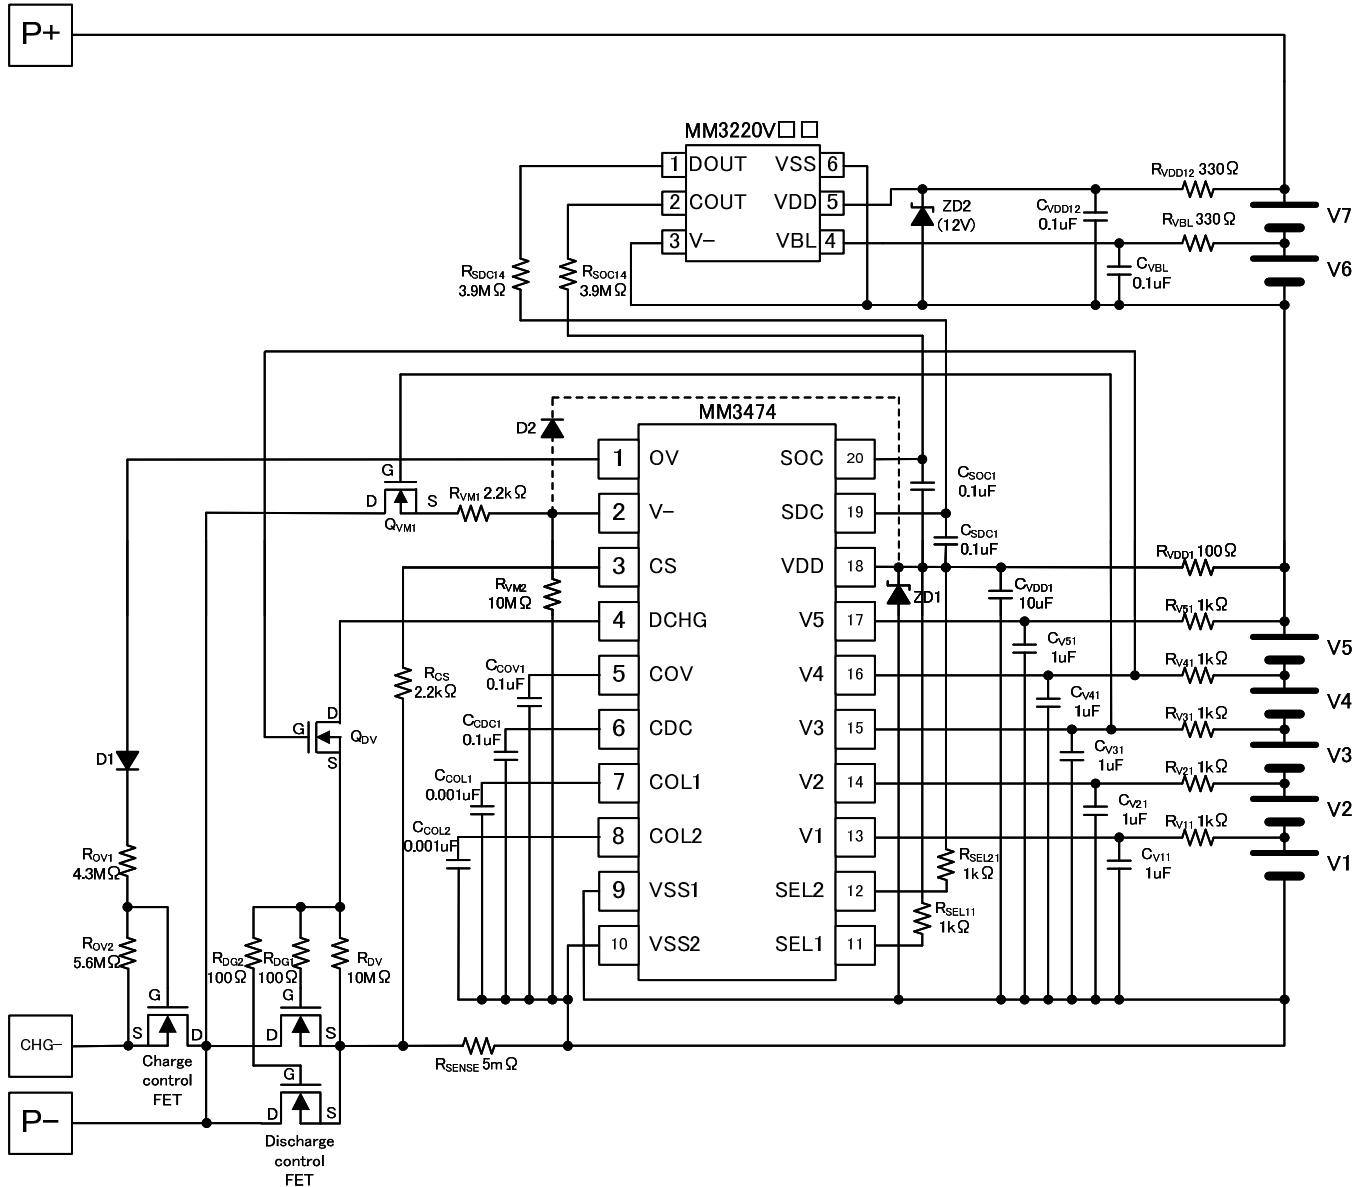 P+
MM3220V□□
1 DOUT VSS 6
2 COUT VDD 5
3 V- VBL 4
RVDD12 330Ω
RVBL 330Ω
CVDD12
0.1uF
CVBL
0.1uF
ZD2
(12V)
V7
V6
RSDC14
3.9MΩ
RSOC14
3.9MΩ
MM3474
D2
1 OV SOC 20
2 V- SDC 19
3 CS VDD 18
4 DCHG V5 17
5 COV V4 16
6 CDC V3 15
7 COL1 V2 14
8 COL2 V1 13
9 VSS1 SEL2 12
10 VSS2 SEL1 11
G
D S
QVM1
RVM1 2.2kΩ
RVM2
10MΩ
CSOC1
0.1uF
CSDC1
0.1uF
ZD1
CVDD1
10uF
RVDD1 100Ω
RV51 1kΩ
RV41 1kΩ
RV31 1kΩ
RV21 1kΩ
RV11 1kΩ
CV51
1uF
CV41
1uF
CV31
1uF
CV21
1uF
CV11
1uF
V5
V4
V3
V2
V1
RCS
2.2kΩ
CCOV1
0.1uF
CCDC1
0.1uF
CCOL1
0.001uF
CCOL2
0.001uF
D
G
QDV
S
D1
ROV1
4.3MΩ
ROV2
5.6MΩ
RDG2
100Ω
RDG1
100Ω
RDV
10MΩ
RSEL21
1kΩ
RSEL11
1kΩ
G
S D
G
D S
CHG-
Charge
control
FET
RSENSE 5mΩ
G
D S
P-
Discharge
control
FET